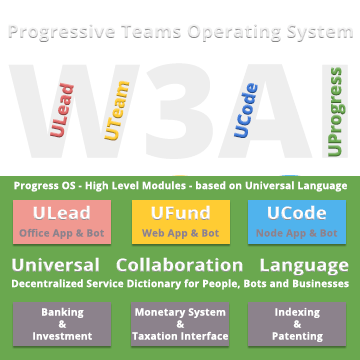 Progressive Teams Operating System
W3A
ULead
UTeam
UCode
UProgress
Progress OS - High Level Modules - based on Universal Language
ULead UFund UCode
Office App & Bot Web App & Bot Node App & Bot
Universal Collaboration Language
Decentralized Service Dictionary for People, Bots and Businesses
Banking & Investment
Monetary System & Taxation Interface
Indexing & Patenting